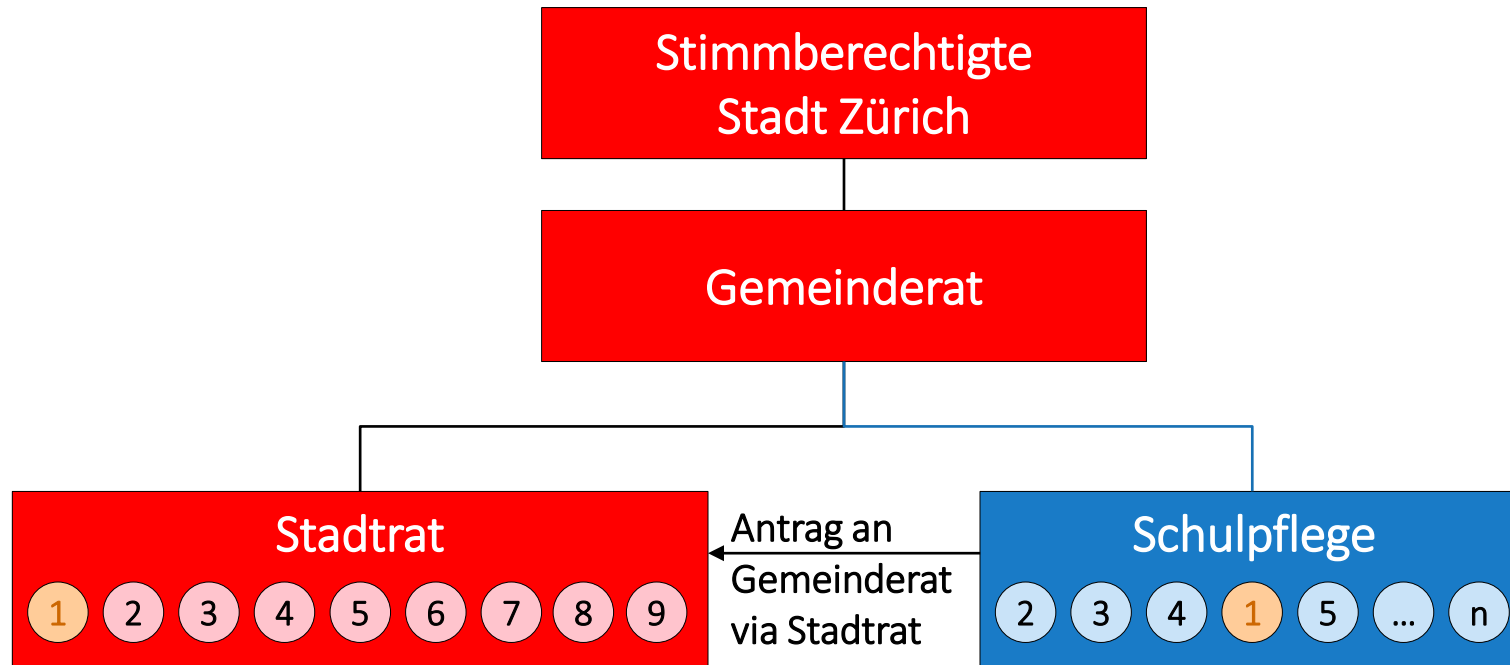 Stimmberechtigte
Stadt Zürich
Gemeinderat
Stadtrat
1 2 3 4 5 6 7 8 9
Antrag an
Gemeinderat
via Stadtrat
Schulpflege
2 3 4 1 5 ... n